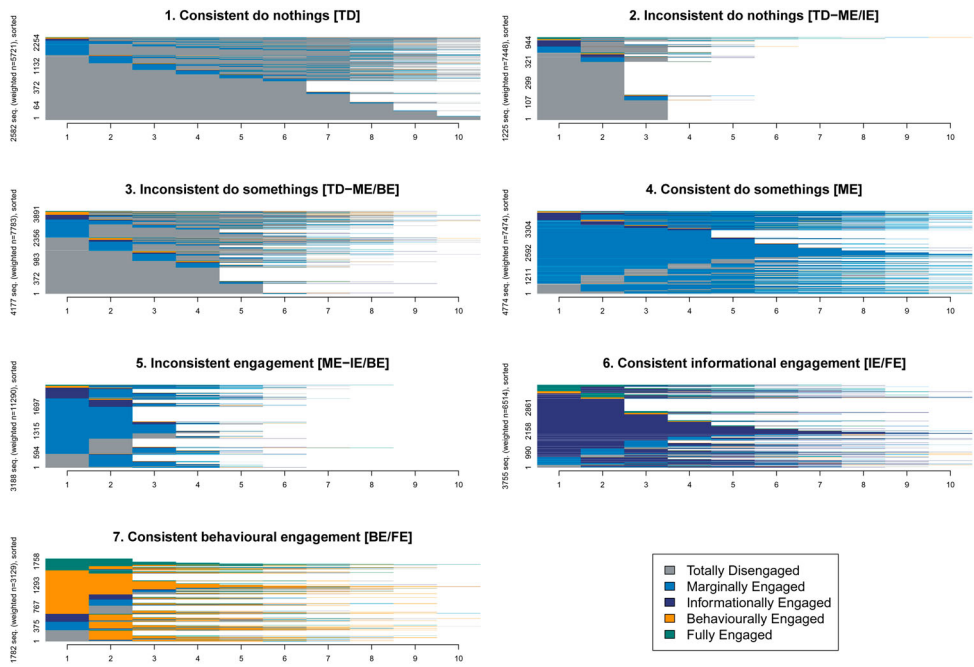 1. Consistent do nothings [TD]
2582 seq. (weighted n=5721), sorted
1 64 372 1132 2254
1 2 3 4 5 6 7 8 9 10
2. Inconsistent do nothings [TD−ME/IE]
1225 seq. (weighted n=7448), sorted
1 107 299 321 944
1 2 3 4 5 6 7 8 9 10
3. Inconsistent do somethings [TD−ME/BE]
4177 seq. (weighted n=7783), sorted
1 372 983 2356 3891
1 2 3 4 5 6 7 8 9 10
4. Consistent do somethings [ME]
4774 seq. (weighted n=7474), sorted
1 1211 2592 3304
1 2 3 4 5 6 7 8 9 10
5. Inconsistent engagement [ME−IE/BE]
3188 seq. (weighted n=11290), sorted
1 594 1315 1697
1 2 3 4 5 6 7 8 9 10
6. Consistent informational engagement [IE/FE]
3755 seq. (weighted n=6514), sorted
1 990 2158 2861
1 2 3 4 5 6 7 8 9 10
7. Consistent behavioural engagement [BE/FE]
1782 seq. (weighted n=3129), sorted
1 375 767 1293 1758
1 2 3 4 5 6 7 8 9 10
Totally Disengaged
Marginally Engaged
Informationally Engaged
Behaviourally Engaged
Fully Engaged